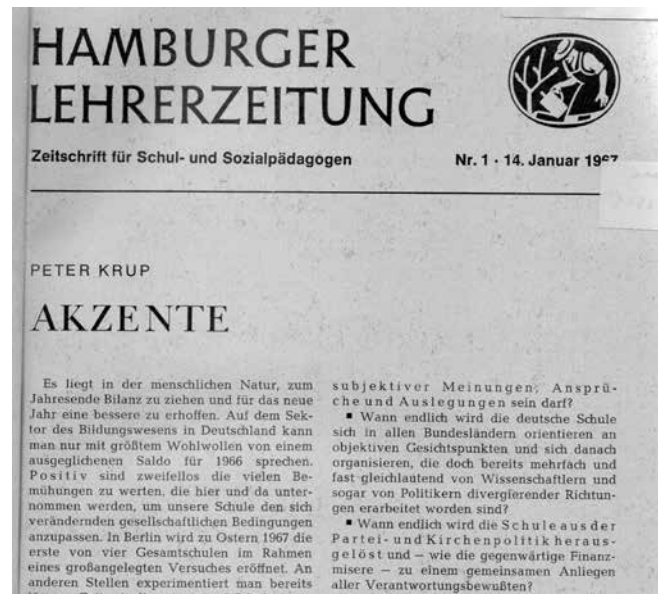 HAMBURGER
LEHRERZEITUNG
Zeitschrift für Schul- und Sozialpädagogen
Nr. 1 · 14. Januar 1967
PETER KRUP
AKZENTE
Es liegt in der menschlichen Natur, zum
Jahresende Bilanz zu ziehen und für das neue
Jahr eine bessere zu erhoffen. Auf dem Sek-
tor des Bildungswesens in Deutschland kann
man nur mit größtem Wohlwollen von einem
ausgeglichenen Saldo für 1966 sprechen.
Positiv sind zweifellos die vielen Be-
mühungen zu werten, die hier und da unter-
nommen werden, um unsere Schule den sich
verändernden gesellschaftlichen Bedingungen
anzupassen. In Berlin wird zu Ostern 1967 die
erste von vier Gesamtschulen im Rahmen
eines großangelegten Versuches eröffnet. An
anderen Stellen experimentiert man bereits
subjektiver Meinungen, Ansprü-
che und Auslegungen sein darf?
▪ Wann endlich wird die deutsche Schule
sich in allen Bundesländern orientieren an
objektiven Gesichtspunkten und sich danach
organisieren, die doch bereits mehrfach und
fast gleichlautend von Wissenschaftlern und
sogar von Politikern divergierender Richtun-
gen erarbeitet worden sind?
▪ Wann endlich wird die Schule aus der
Partei- und Kirchenpolitik heraus-
gelöst und – wie die gegenwärtige Finanz-
misere – zu einem gemeinsamen Anliegen
aller Verantwortungsbewußten?